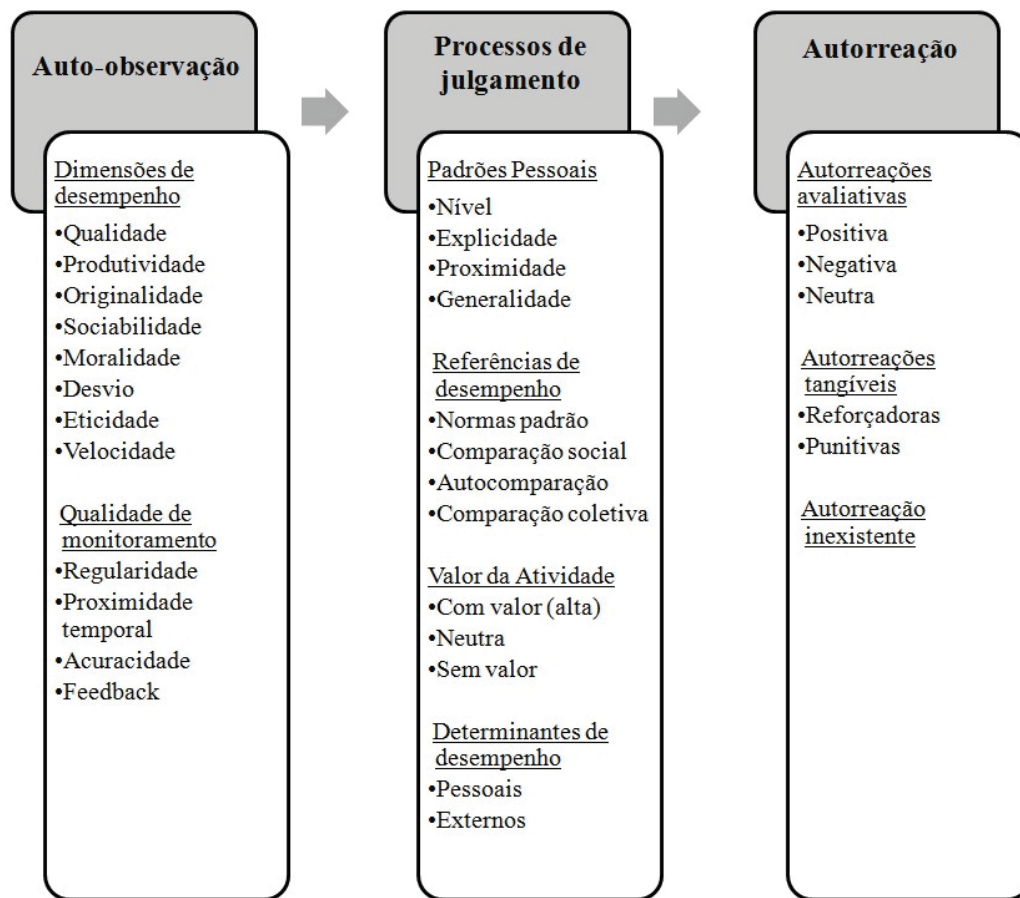 Auto-observação
Dimensões de
desempenho
•Qualidade
•Produtividade
•Originalidade
•Sociabilidade
•Moralidade
•Desvio
•Eticidade
•Velocidade
Qualidade de
monitoramento
•Regularidade
•Proximidade
temporal
•Acuracidade
•Feedback
Processos de
julgamento
Padrões Pessoais
•Nível
•Explicidade
•Proximidade
•Generalidade
Referências de
desempenho
•Normas padrão
•Comparação social
•Autocomparação
•Comparação coletiva
Valor da Atividade
•Com valor (alta)
•Neutra
•Sem valor
Determinantes de
desempenho
•Pessoais
•Externos
Autorreação
Autorreações
avaliativas
•Positiva
•Negativa
•Neutra
Autorreações
tangíveis
•Reforçadoras
•Punitivas
Autorreação
inexistente